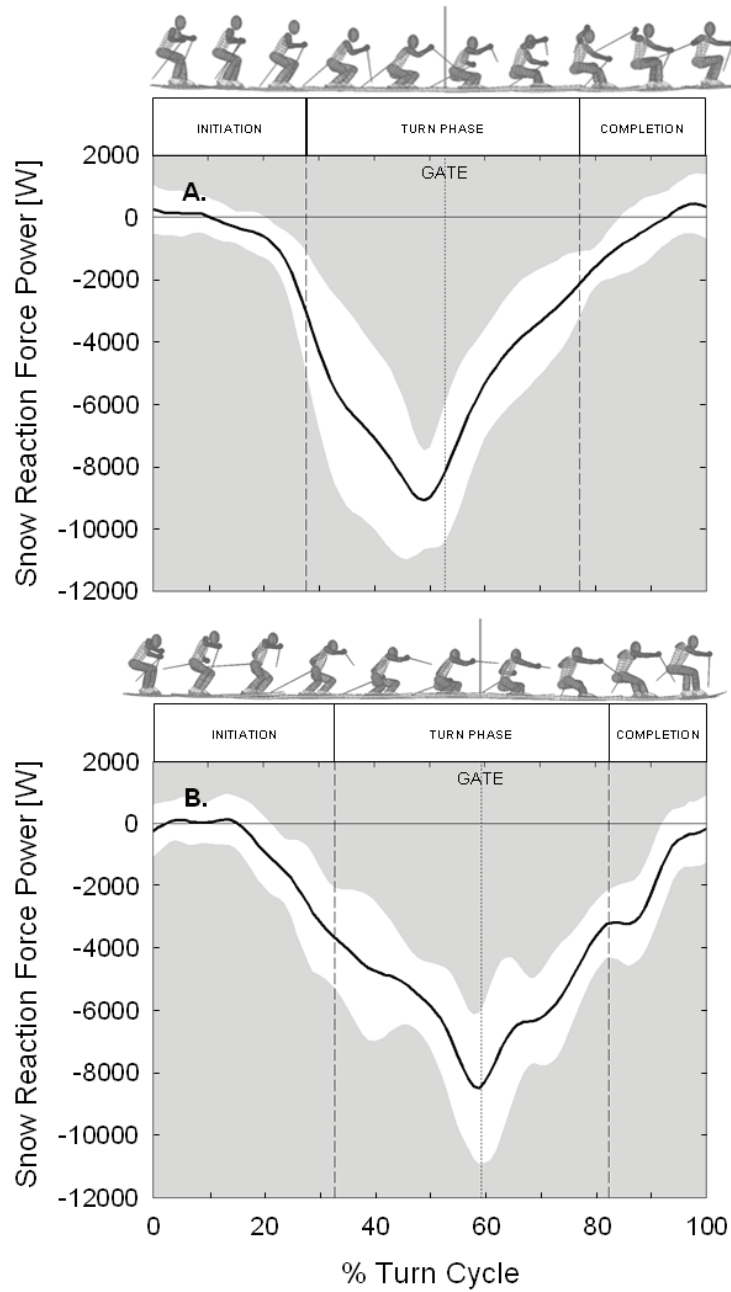 INITIATION TURN PHASE COMPLETION
GATE
A.
2000
0
-2000
-4000
-6000
-8000
-10000
-12000
Snow Reaction Force Power [W]
INITIATION TURN PHASE COMPLETION
GATE
B.
2000
0
-2000
-4000
-6000
-8000
-10000
-12000
Snow Reaction Force Power [W]
0 20 40 60 80 100
% Turn Cycle